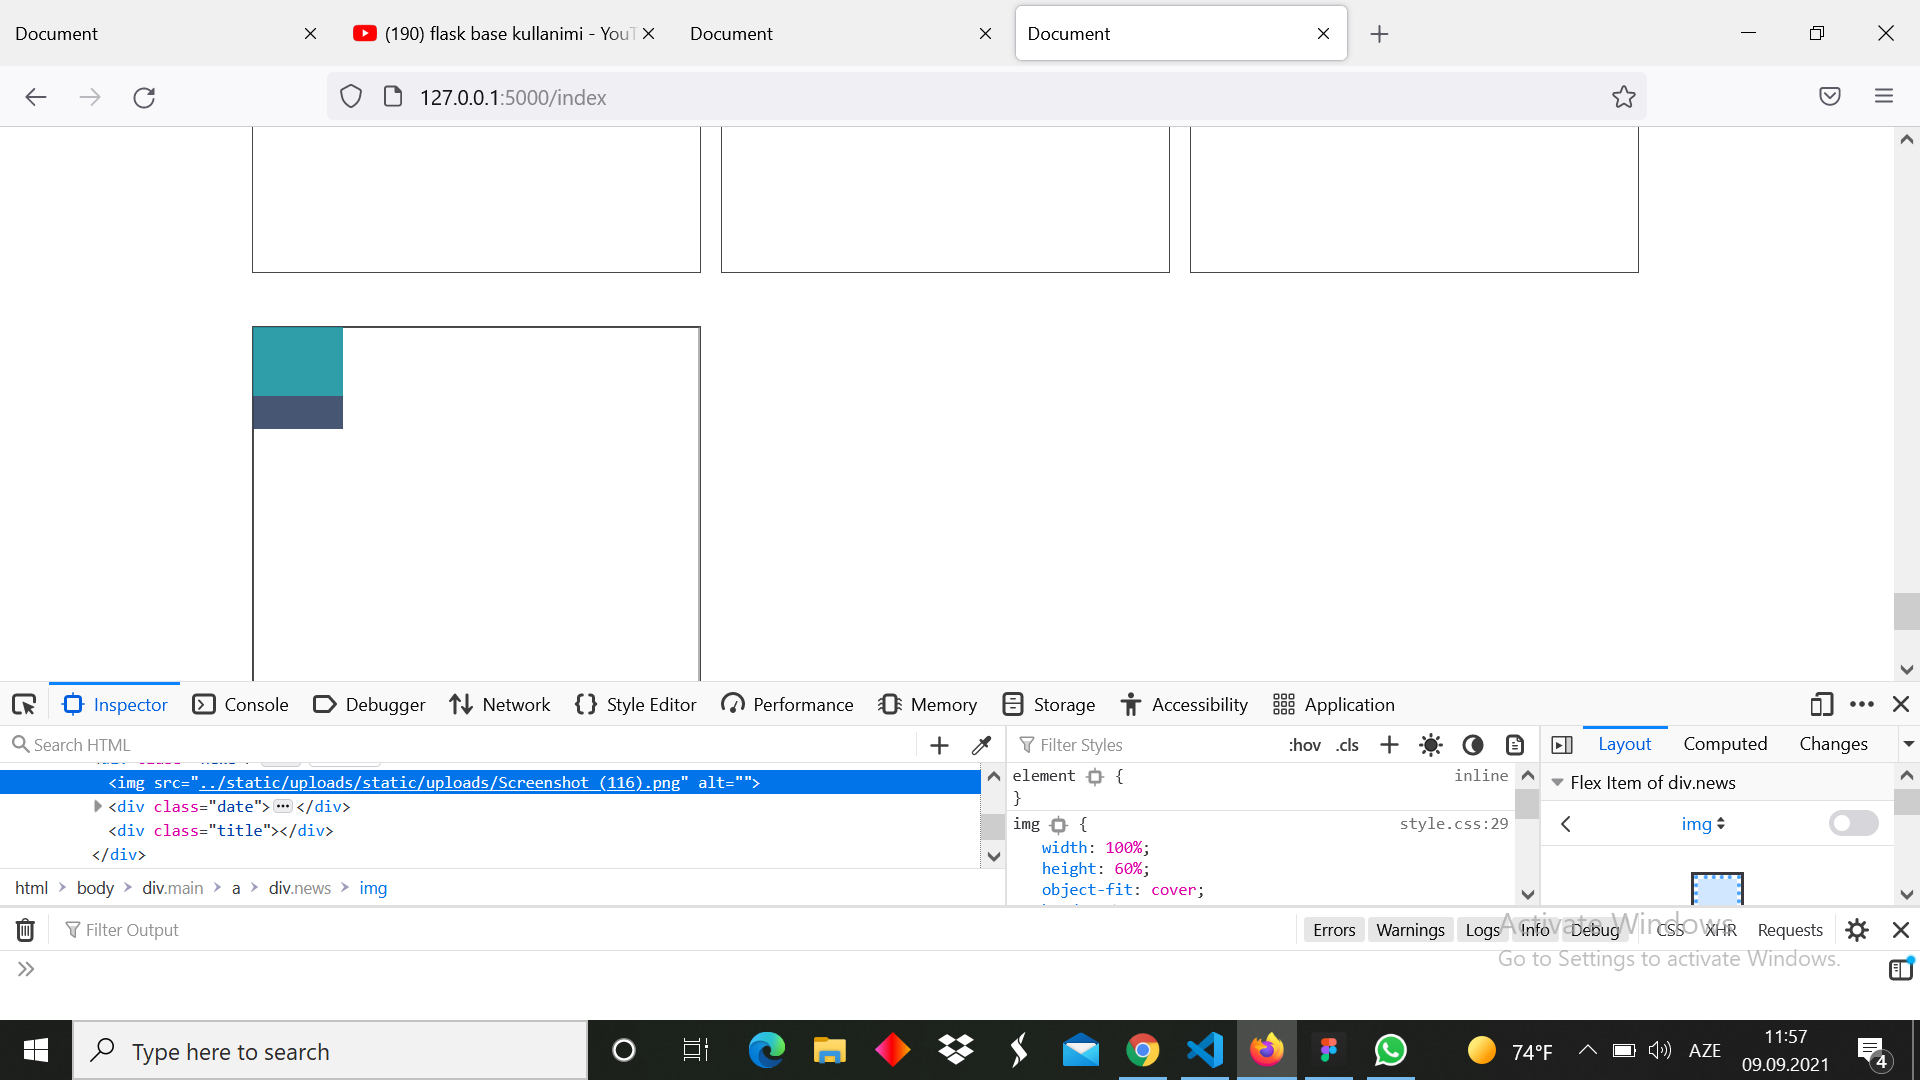 Document
(190) flask base kullanimi - YouT
Document
Document
127.0.0.1:5000/index
Inspector
Console
Debugger
Network
Style Editor
Performance
Memory
Storage
Accessibility
Application
Search HTML
Filter Styles
:hov .cls
Layout
Computed
Changes
<img src="../static/uploads/static/uploads/Screenshot (116).png" alt="">
<div class="date"> ••• </div>
<div class="title"></div>
</div>
html > body > div.main > a > div.news > img
element {
inline
}
img {
style.css:29
width: 100%;
height: 60%;
object-fit: cover;
Flex Item of div.news
img
Filter Output
Errors
Warnings
Logs
Info
Debug
CSS
XHR
Requests
Activate Windows
Go to Settings to activate Windows.
Type here to search
74°F
AZE
11:57
09.09.2021
4